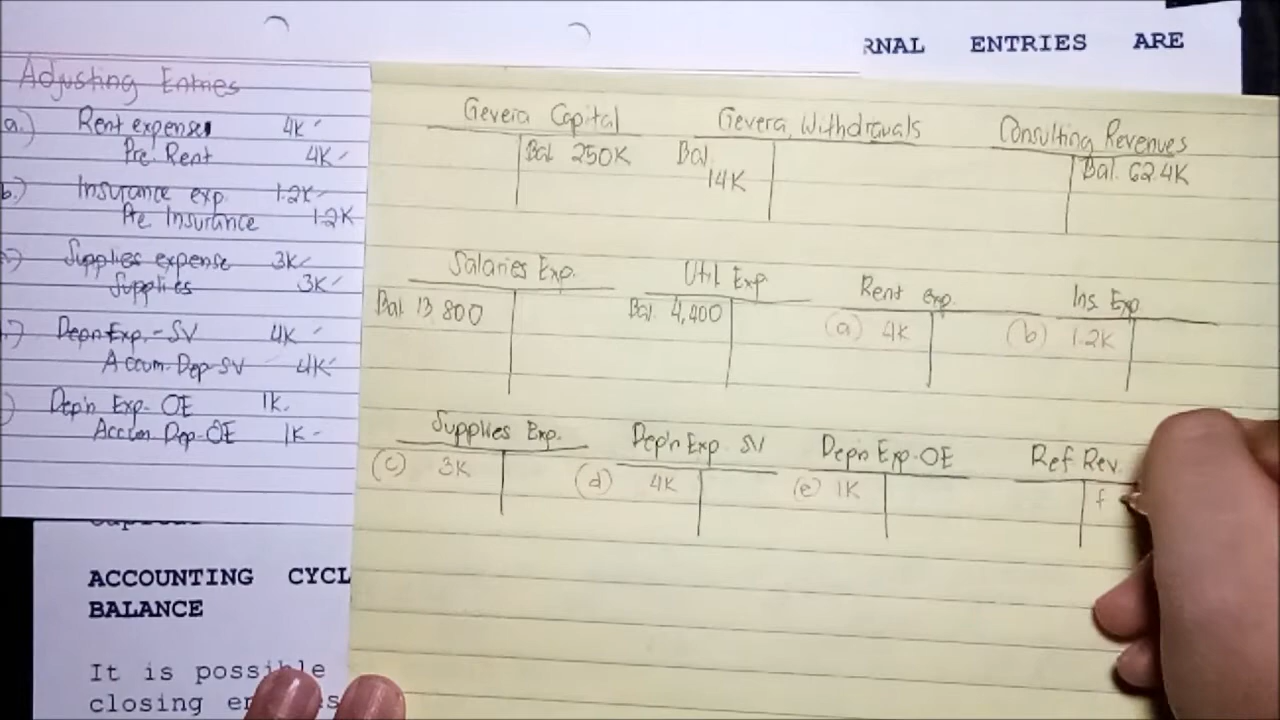 RNAL ENTRIES ARE
Adjusting Entries
a.) Rent expense 4K
Pre. Rent 4K
b.) Insurance exp. 1.2K
Pre Insurance 1.2K
Supplies expense 3K
Supplies 3K
Dep'n Exp.-SV 4K
Accum. Dep-SV 4K
Dep'n Exp-OE 1K
Accum Dep-OE 1K
Gevera Capital Gevera, Withdrawals Consulting Revenues
Bal 250K Bal. 14K Bal. 62.4K
Salaries Exp. Util Exp Rent exp. Ins. Exp
Bal. 13,800 Bal. 4,400 (a) 4K (b) 1.2K
Supplies Exp. Dep'n Exp. SV Dep'n Exp-OE Ref Rev.
(c) 3K (d) 4K (e) 1K f
ACCOUNTING CYCL
BALANCE
It is possible
closing